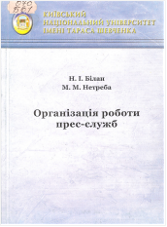 КИЇВСЬКИЙ
НАЦІОНАЛЬНИЙ УНІВЕРСИТЕТ
ІМЕНІ ТАРАСА ШЕВЧЕНКА
Н. І. Білан
М. М. Нетреба
Організація роботи
прес-служб